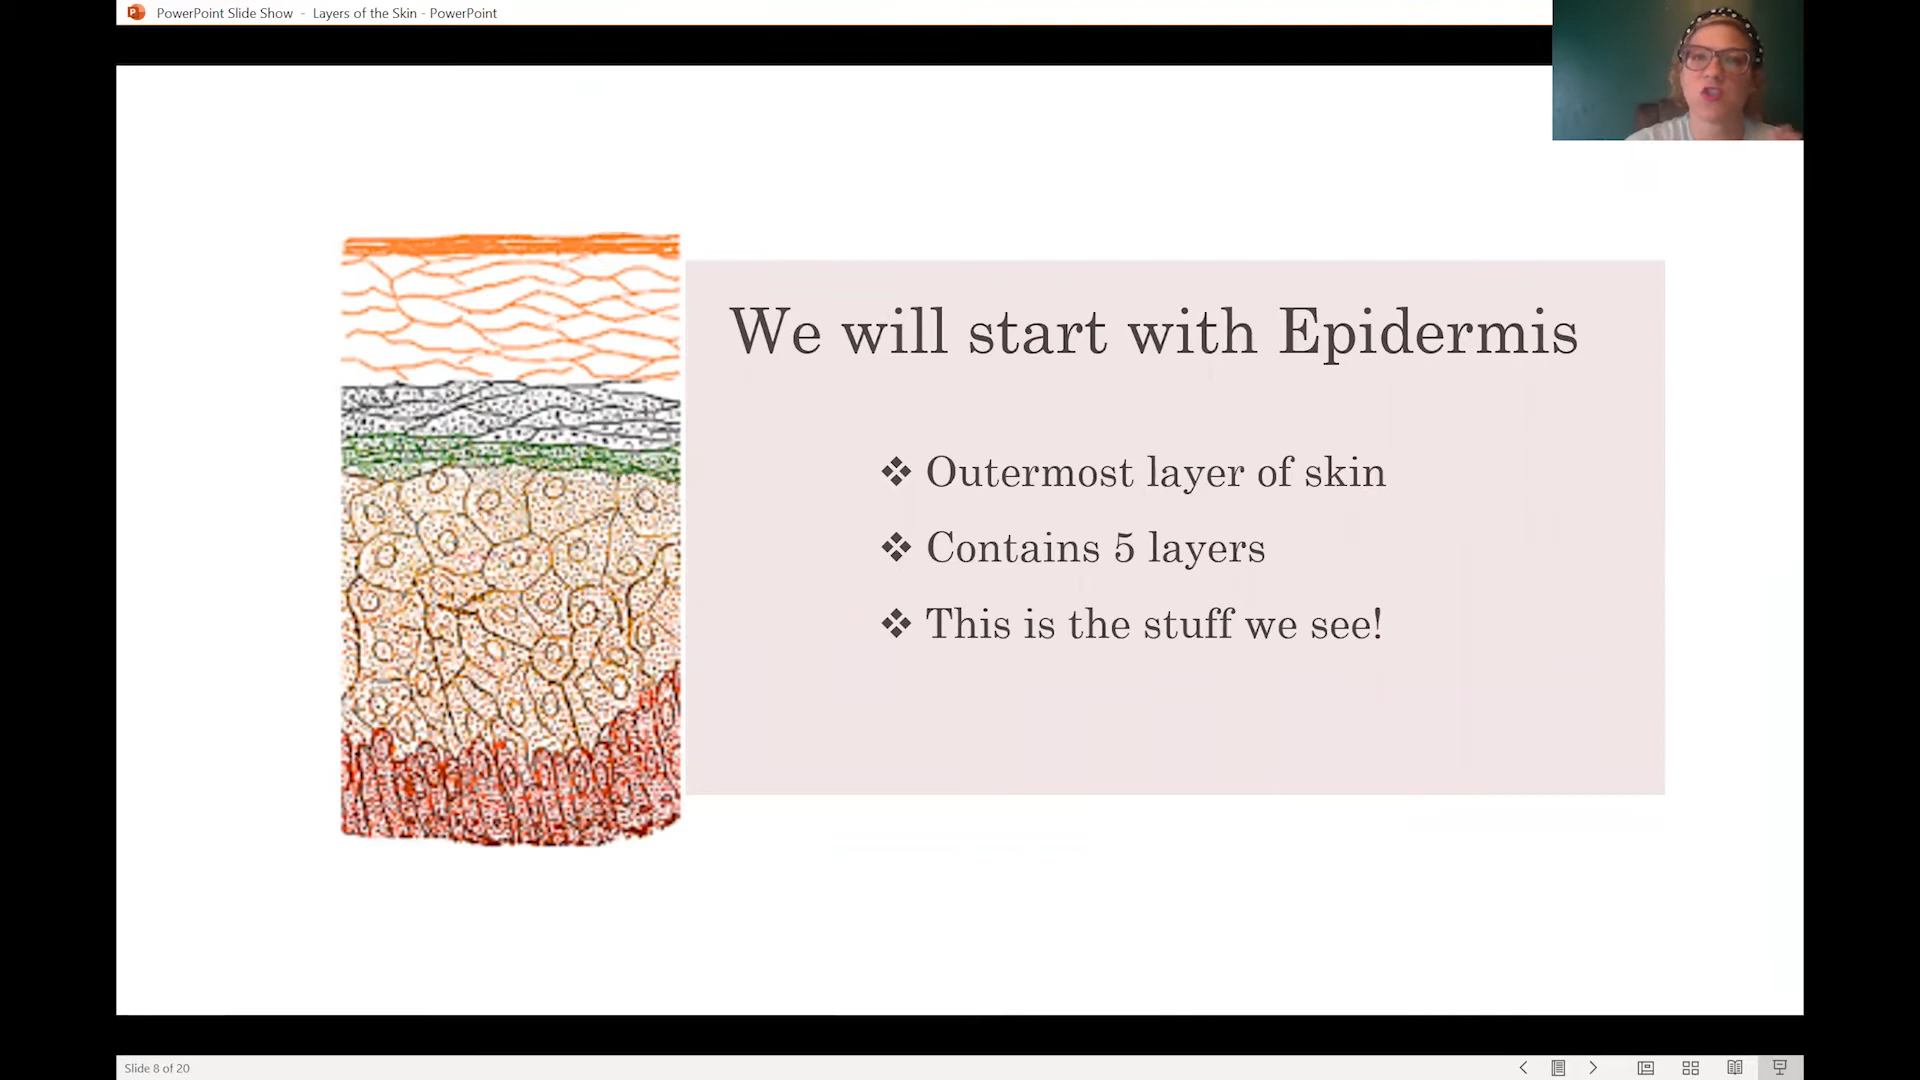 PowerPoint Slide Show - Layers of the Skin - PowerPoint
We will start with Epidermis
❖ Outermost layer of skin
❖ Contains 5 layers
❖ This is the stuff we see!
Slide 8 of 20